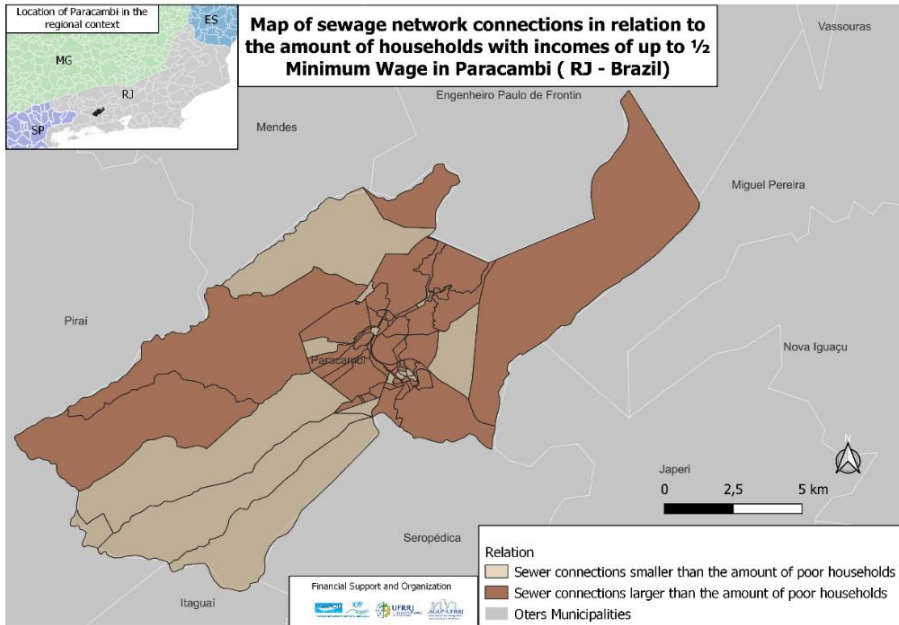 Location of Paracambi in the
regional context
ES
MG
RJ
SP
Map of sewage network connections in relation to
the amount of households with incomes of up to ½
Minimum Wage in Paracambi ( RJ - Brazil)
Vassouras
Engenheiro Paulo de Frontin
Mendes
Miguel Pereira
Piraí
Nova Iguaçu
Paracambi
N
Japeri
0 2,5 5 km
Seropédica
Itaguaí
Financial Support and Organization
UFRRJ
AGEP-UFRRJ
Relation
Sewer connections smaller than the amount of poor households
Sewer connections larger than the amount of poor households
Oters Municipalities